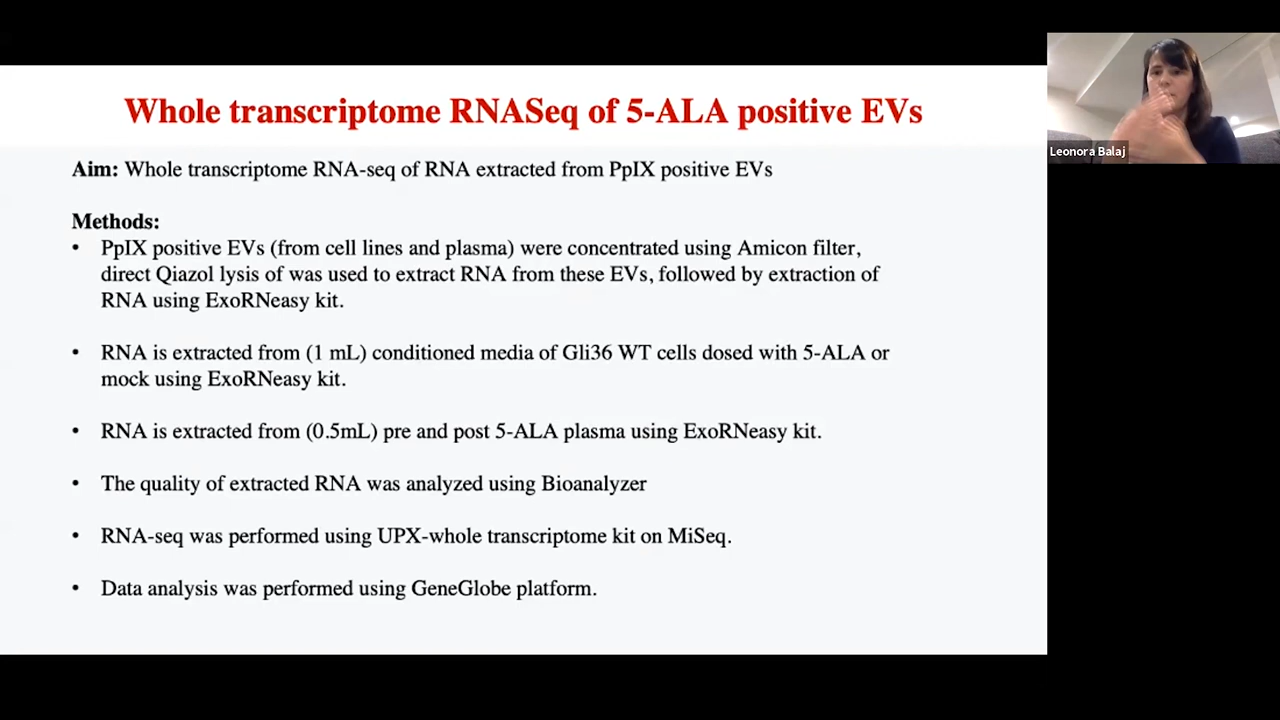 Whole transcriptome RNASeq of 5-ALA positive EVs
Leonora Balaj
Aim: Whole transcriptome RNA-seq of RNA extracted from PpIX positive EVs
Methods:
• PpIX positive EVs (from cell lines and plasma) were concentrated using Amicon filter,
direct Qiazol lysis of was used to extract RNA from these EVs, followed by extraction of
RNA using ExoRNeasy kit.
• RNA is extracted from (1 mL) conditioned media of Gli36 WT cells dosed with 5-ALA or
mock using ExoRNeasy kit.
• RNA is extracted from (0.5mL) pre and post 5-ALA plasma using ExoRNeasy kit.
• The quality of extracted RNA was analyzed using Bioanalyzer
• RNA-seq was performed using UPX-whole transcriptome kit on MiSeq.
• Data analysis was performed using GeneGlobe platform.